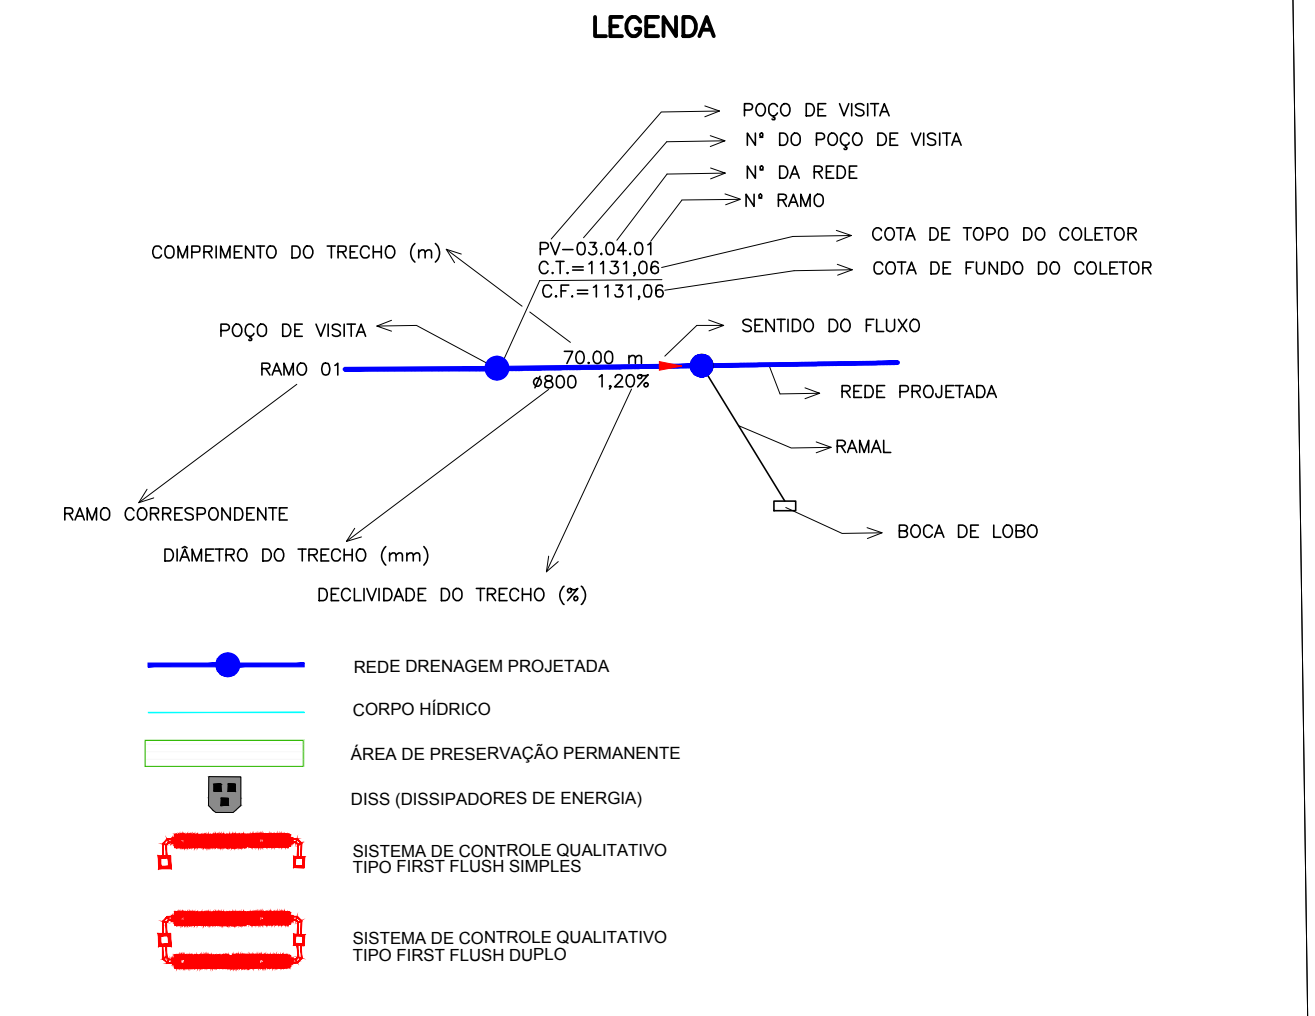 LEGENDA
POÇO DE VISITA
Nº DO POÇO DE VISITA
Nº DA REDE
Nº RAMO
PV-03.04.01
C.T.=1131,06
C.F.=1131,06
COTA DE TOPO DO COLETOR
COTA DE FUNDO DO COLETOR
COMPRIMENTO DO TRECHO (m)
POÇO DE VISITA
SENTIDO DO FLUXO
RAMO 01
70.00 m
ø800 1,20%
REDE PROJETADA
RAMAL
RAMO CORRESPONDENTE
BOCA DE LOBO
DIÂMETRO DO TRECHO (mm)
DECLIVIDADE DO TRECHO (%)
REDE DRENAGEM PROJETADA
CORPO HÍDRICO
ÁREA DE PRESERVAÇÃO PERMANENTE
DISS (DISSIPADORES DE ENERGIA)
SISTEMA DE CONTROLE QUALITATIVO
TIPO FIRST FLUSH SIMPLES
SISTEMA DE CONTROLE QUALITATIVO
TIPO FIRST FLUSH DUPLO